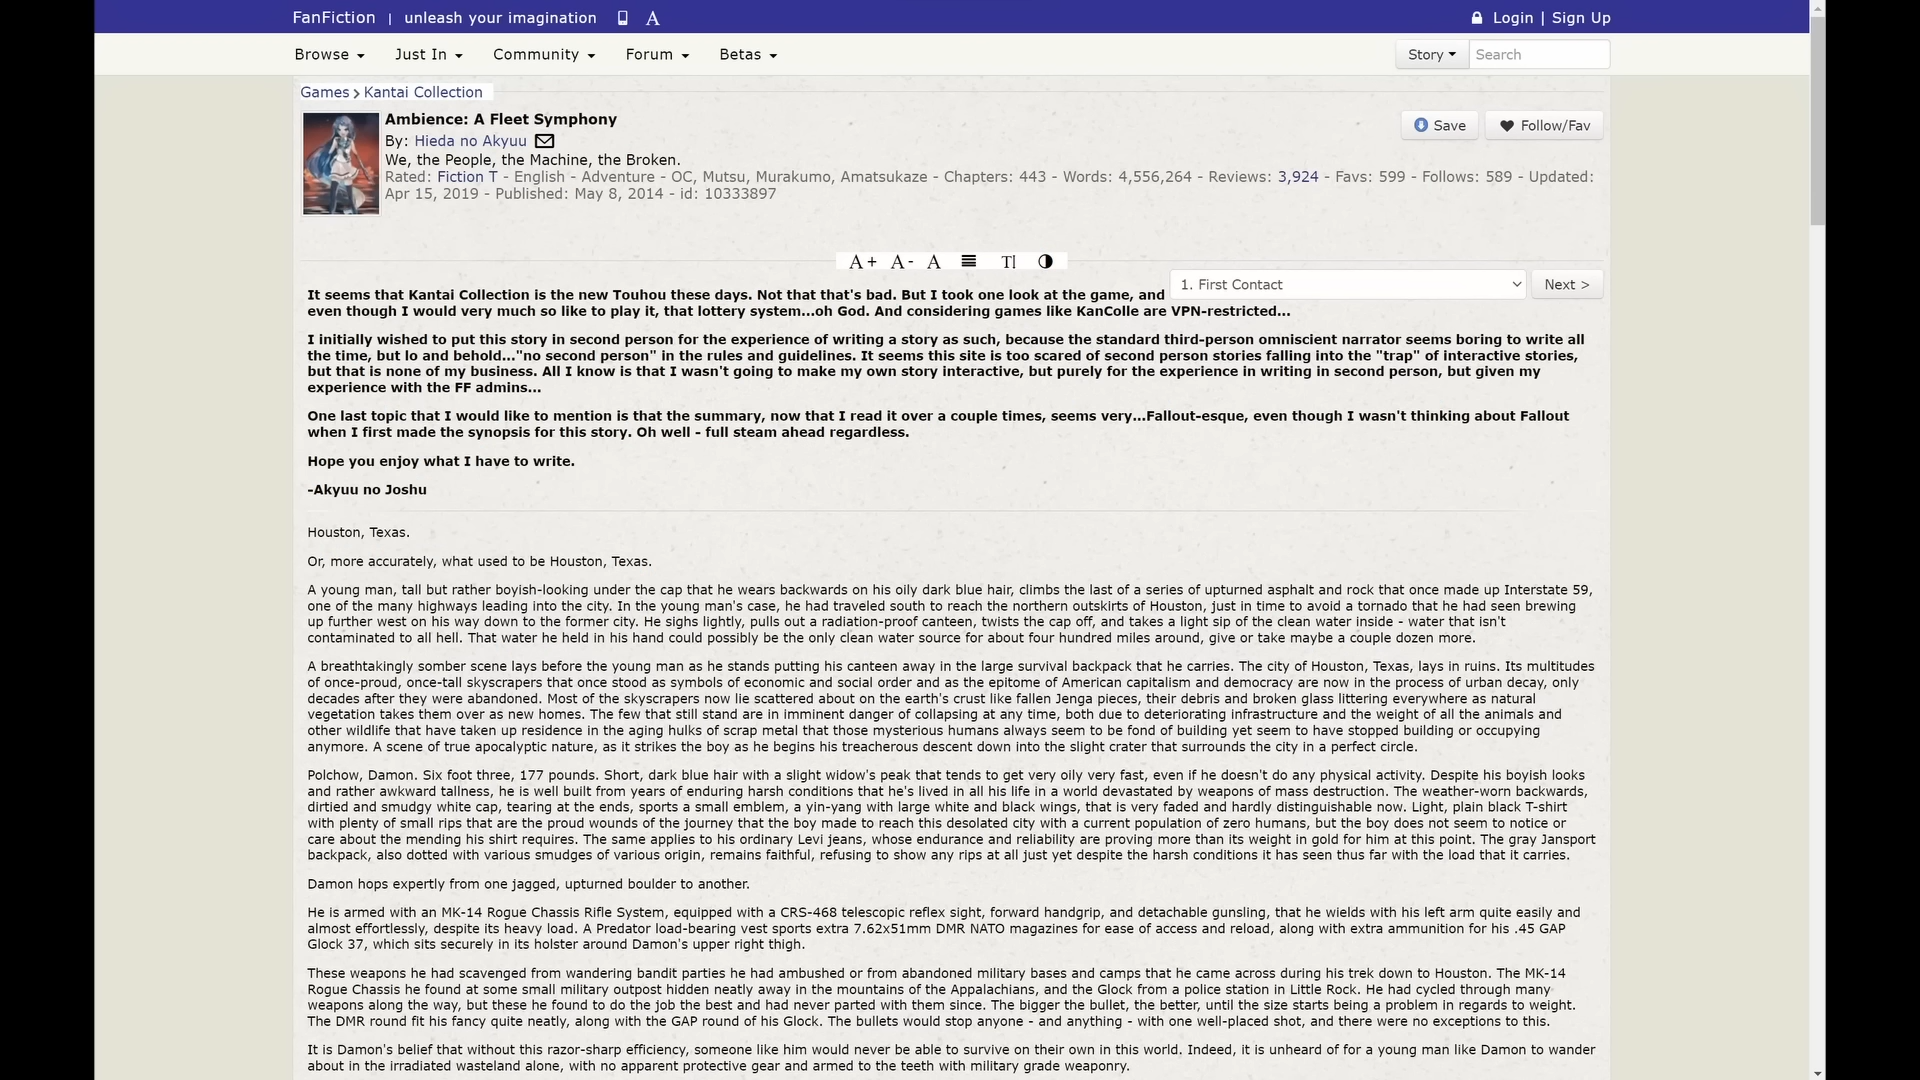 FanFiction | unleash your imagination A Login | Sign Up
Browse Just In Community Forum Betas Story Search
Games > Kantai Collection
Ambience: A Fleet Symphony Save Follow/Fav
By: Hieda no Akyuu
We, the People, the Machine, the Broken.
Rated: Fiction T - English - Adventure - OC, Mutsu, Murakumo, Amatsukaze - Chapters: 443 - Words: 4,556,264 - Reviews: 3,924 - Favs: 599 - Follows: 589 - Updated:
Apr 15, 2019 - Published: May 8, 2014 - id: 10333897
A+ A- A T|
1. First Contact Next >
It seems that Kantai Collection is the new Touhou these days. Not that that's bad. But I took one look at the game, and
even though I would very much so like to play it, that lottery system...oh God. And considering games like KanColle are VPN-restricted...
I initially wished to put this story in second person for the experience of writing a story as such, because the standard third-person omniscient narrator seems boring to write all
the time, but lo and behold..."no second person" in the rules and guidelines. It seems this site is too scared of second person stories falling into the "trap" of interactive stories,
but that is none of my business. All I know is that I wasn't going to make my own story interactive, but purely for the experience in writing in second person, but given my
experience with the FF admins...
One last topic that I would like to mention is that the summary, now that I read it over a couple times, seems very...Fallout-esque, even though I wasn't thinking about Fallout
when I first made the synopsis for this story. Oh well - full steam ahead regardless.
Hope you enjoy what I have to write.
-Akyuu no Joshu
Houston, Texas.
Or, more accurately, what used to be Houston, Texas.
A young man, tall but rather boyish-looking under the cap that he wears backwards on his oily dark blue hair, climbs the last of a series of upturned asphalt and rock that once made up Interstate 59,
one of the many highways leading into the city. In the young man's case, he had traveled south to reach the northern outskirts of Houston, just in time to avoid a tornado that he had seen brewing
up further west on his way down to the former city. He sighs lightly, pulls out a radiation-proof canteen, twists the cap off, and takes a light sip of the clean water inside - water that isn't
contaminated to all hell. That water he held in his hand could possibly be the only clean water source for about four hundred miles around, give or take maybe a couple dozen more.
A breathtakingly somber scene lays before the young man as he stands putting his canteen away in the large survival backpack that he carries. The city of Houston, Texas, lays in ruins. Its multitudes
of once-proud, once-tall skyscrapers that once stood as symbols of economic and social order and as the epitome of American capitalism and democracy are now in the process of urban decay, only
decades after they were abandoned. Most of the skyscrapers now lie scattered about on the earth's crust like fallen Jenga pieces, their debris and broken glass littering everywhere as natural
vegetation takes them over as new homes. The few that still stand are in imminent danger of collapsing at any time, both due to deteriorating infrastructure and the weight of all the animals and
other wildlife that have taken up residence in the aging hulks of scrap metal that those mysterious humans always seem to be fond of building yet seem to have stopped building or occupying
anymore. A scene of true apocalyptic nature, as it strikes the boy as he begins his treacherous descent down into the slight crater that surrounds the city in a perfect circle.
Polchow, Damon. Six foot three, 177 pounds. Short, dark blue hair with a slight widow's peak that tends to get very oily very fast, even if he doesn't do any physical activity. Despite his boyish looks
and rather awkward tallness, he is well built from years of enduring harsh conditions that he's lived in all his life in a world devastated by weapons of mass destruction. The weather-worn backwards,
dirtied and smudgy white cap, tearing at the ends, sports a small emblem, a yin-yang with large white and black wings, that is very faded and hardly distinguishable now. Light, plain black T-shirt
with plenty of small rips that are the proud wounds of the journey that the boy made to reach this desolated city with a current population of zero humans, but the boy does not seem to notice or
care about the mending his shirt requires. The same applies to his ordinary Levi jeans, whose endurance and reliability are proving more than its weight in gold for him at this point. The gray Jansport
backpack, also dotted with various smudges of various origin, remains faithful, refusing to show any rips at all just yet despite the harsh conditions it has seen thus far with the load that it carries.
Damon hops expertly from one jagged, upturned boulder to another.
He is armed with an MK-14 Rogue Chassis Rifle System, equipped with a CRS-468 telescopic reflex sight, forward handgrip, and detachable gunsling, that he wields with his left arm quite easily and
almost effortlessly, despite its heavy load. A Predator load-bearing vest sports extra 7.62x51mm DMR NATO magazines for ease of access and reload, along with extra ammunition for his .45 GAP
Glock 37, which sits securely in its holster around Damon's upper right thigh.
These weapons he had scavenged from wandering bandit parties he had ambushed or from abandoned military bases and camps that he came across during his trek down to Houston. The MK-14
Rogue Chassis he found at some small military outpost hidden neatly away in the mountains of the Appalachians, and the Glock from a police station in Little Rock. He had cycled through many
weapons along the way, but these he found to do the job the best and had never parted with them since. The bigger the bullet, the better, until the size starts being a problem in regards to weight.
The DMR round fit his fancy quite neatly, along with the GAP round of his Glock. The bullets would stop anyone - and anything - with one well-placed shot, and there were no exceptions to this.
It is Damon's belief that without this razor-sharp efficiency, someone like him would never be able to survive on their own in this world. Indeed, it is unheard of for a young man like Damon to wander
about in the irradiated wasteland alone, with no apparent protective gear and armed to the teeth with military grade weaponry.